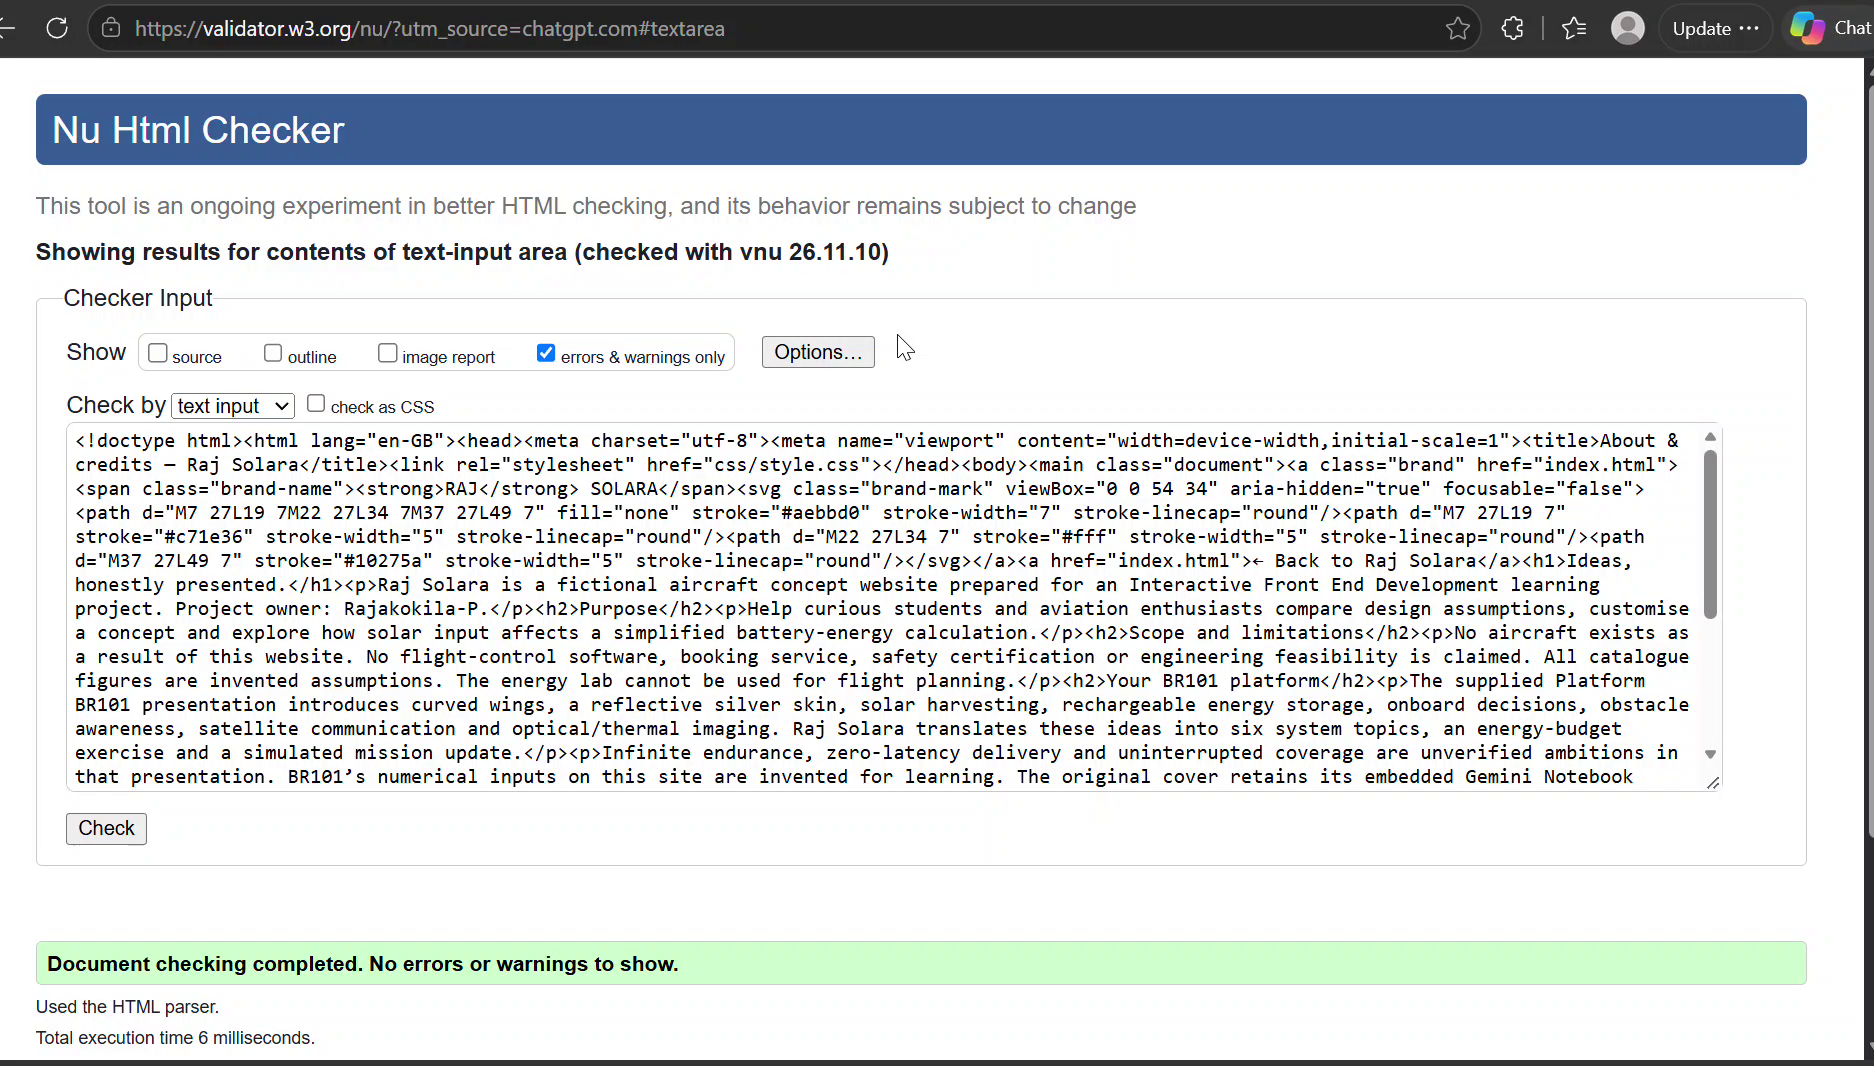 https://validator.w3.org/nu/?utm_source=chatgpt.com#textarea
Update
Chat
Nu Html Checker
This tool is an ongoing experiment in better HTML checking, and its behavior remains subject to change
Showing results for contents of text-input area (checked with vnu 26.11.10)
Checker Input
Show source outline image report errors & warnings only Options...
Check by text input check as CSS
<!doctype html><html lang="en-GB"><head><meta charset="utf-8"><meta name="viewport" content="width=device-width,initial-scale=1"><title>About &
credits — Raj Solara</title><link rel="stylesheet" href="css/style.css"></head><body><main class="document"><a class="brand" href="index.html">
<span class="brand-name"><strong>RAJ</strong> SOLARA</span><svg class="brand-mark" viewBox="0 0 54 34" aria-hidden="true" focusable="false">
<path d="M7 27L19 7M22 27L34 7M37 27L49 7" fill="none" stroke="#aebbd0" stroke-width="7" stroke-linecap="round"/><path d="M7 27L19 7"
stroke="#c71e36" stroke-width="5" stroke-linecap="round"/><path d="M22 27L34 7" stroke="#fff" stroke-width="5" stroke-linecap="round"/><path
d="M37 27L49 7" stroke="#10275a" stroke-width="5" stroke-linecap="round"/></svg></a><a href="index.html">← Back to Raj Solara</a><h1>Ideas,
honestly presented.</h1><p>Raj Solara is a fictional aircraft concept website prepared for an Interactive Front End Development learning
project. Project owner: Rajakokila-P.</p><h2>Purpose</h2><p>Help curious students and aviation enthusiasts compare design assumptions, customise
a concept and explore how solar input affects a simplified battery-energy calculation.</p><h2>Scope and limitations</h2><p>No aircraft exists as
a result of this website. No flight-control software, booking service, safety certification or engineering feasibility is claimed. All catalogue
figures are invented assumptions. The energy lab cannot be used for flight planning.</p><h2>Your BR101 platform</h2><p>The supplied Platform
BR101 presentation introduces curved wings, a reflective silver skin, solar harvesting, rechargeable energy storage, onboard decisions, obstacle
awareness, satellite communication and optical/thermal imaging. Raj Solara translates these ideas into six system topics, an energy-budget
exercise and a simulated mission update.</p><p>Infinite endurance, zero-latency delivery and uninterrupted coverage are unverified ambitions in
that presentation. BR101’s numerical inputs on this site are invented for learning. The original cover retains its embedded Gemini Notebook
Check
Document checking completed. No errors or warnings to show.
Used the HTML parser.
Total execution time 6 milliseconds.